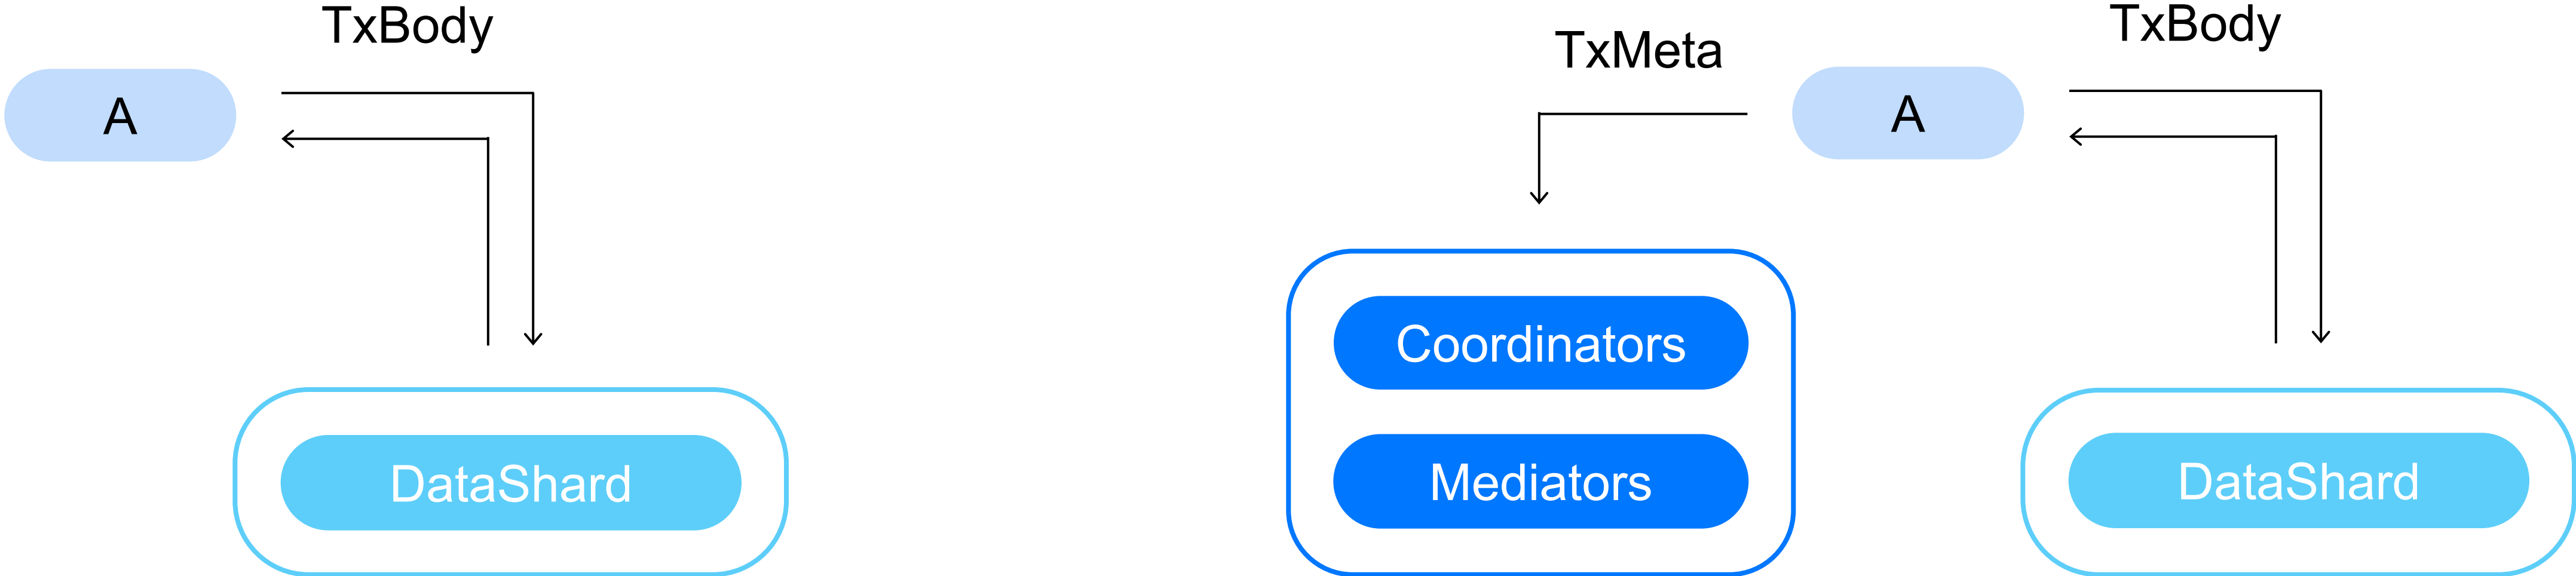 TxBody
A
DataShard
TxMeta
A
TxBody
Coordinators
Mediators
DataShard